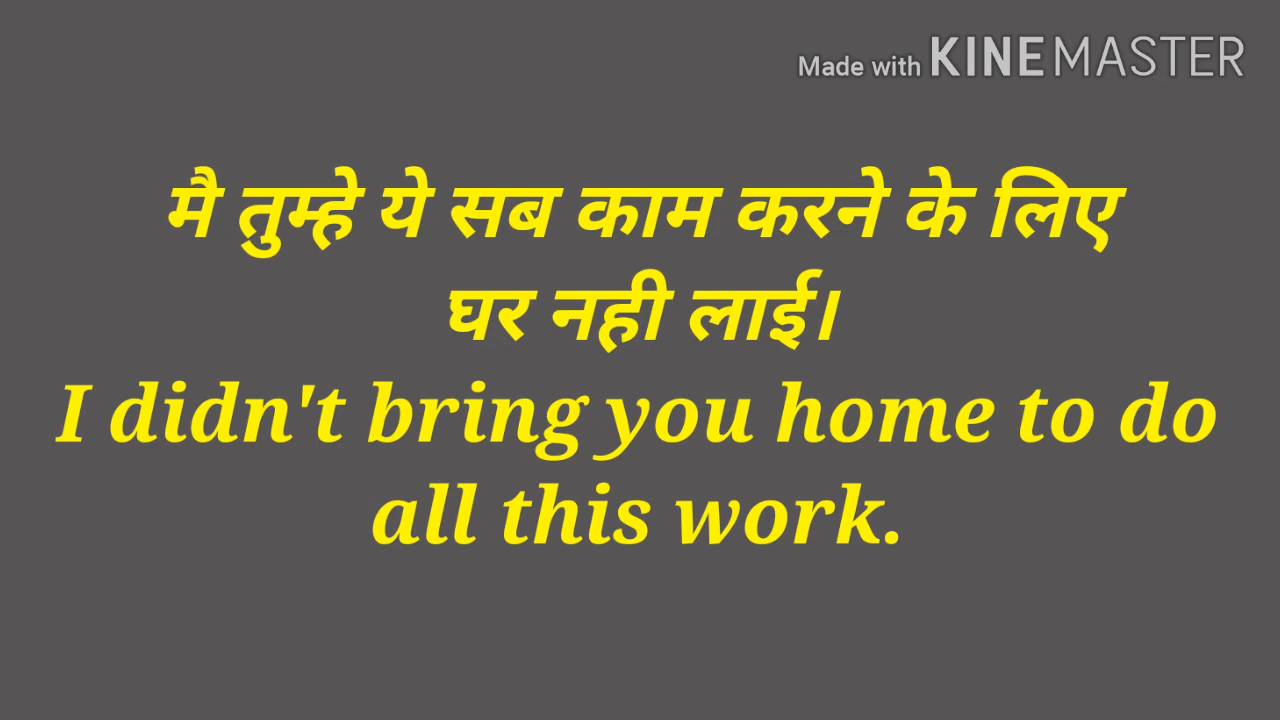 Made with KINEMASTER
मै तुम्हे ये सब काम करने के लिए
घर नही लाई।
I didn't bring you home to do
all this work.